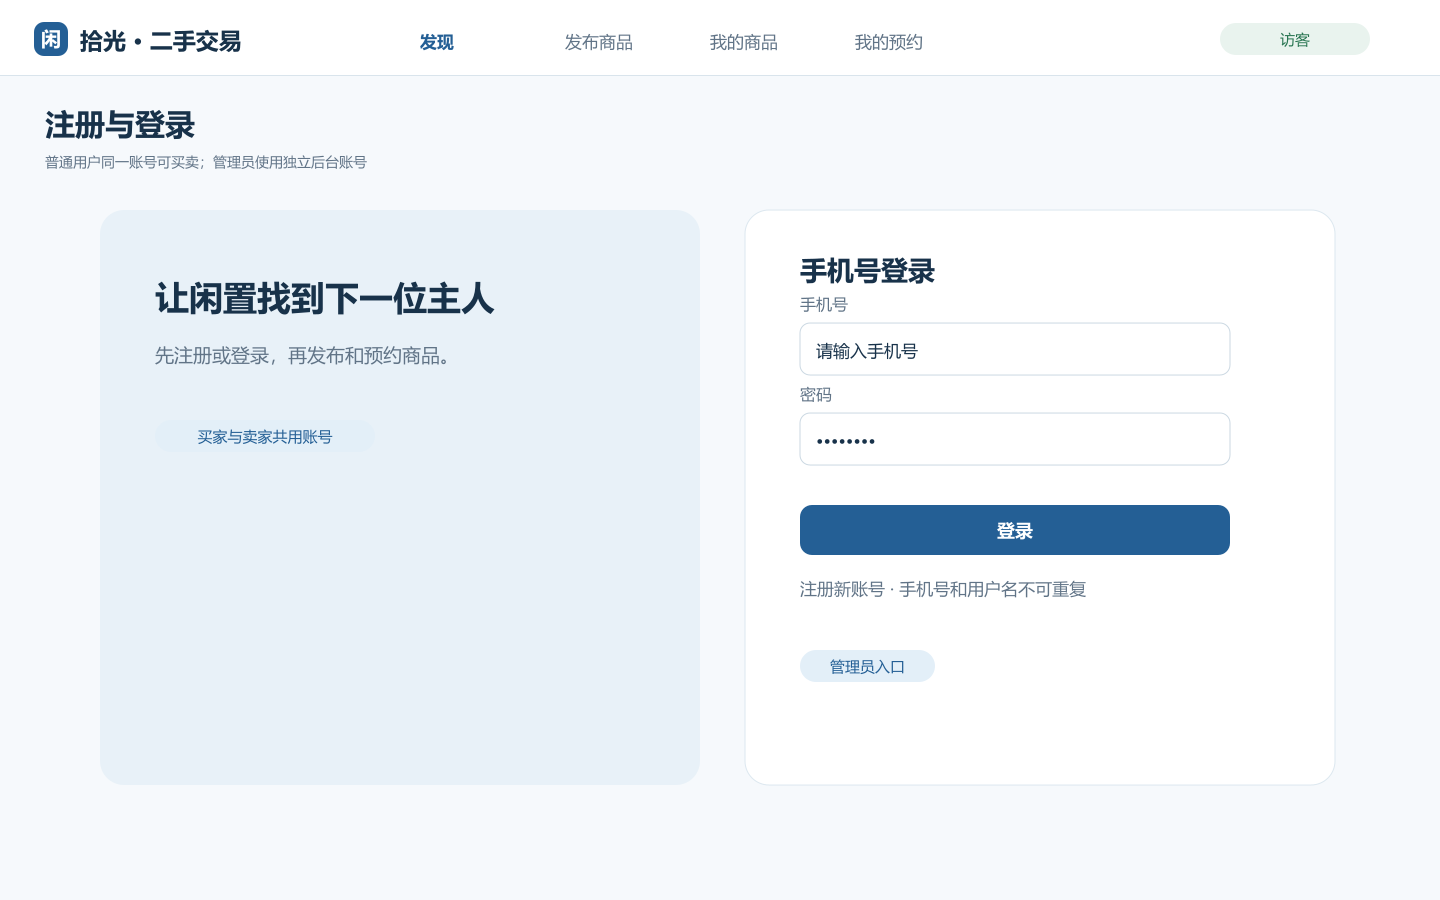 闲 拾光・二手交易 发现 发布商品 我的商品 我的预约 访客
注册与登录
普通用户同一账号可买卖；管理员使用独立后台账号
让闲置找到下一位主人
先注册或登录，再发布和预约商品。
买家与卖家共用账号
手机号登录
手机号
请输入手机号
密码
••••••••
登录
注册新账号 · 手机号和用户名不可重复
管理员入口